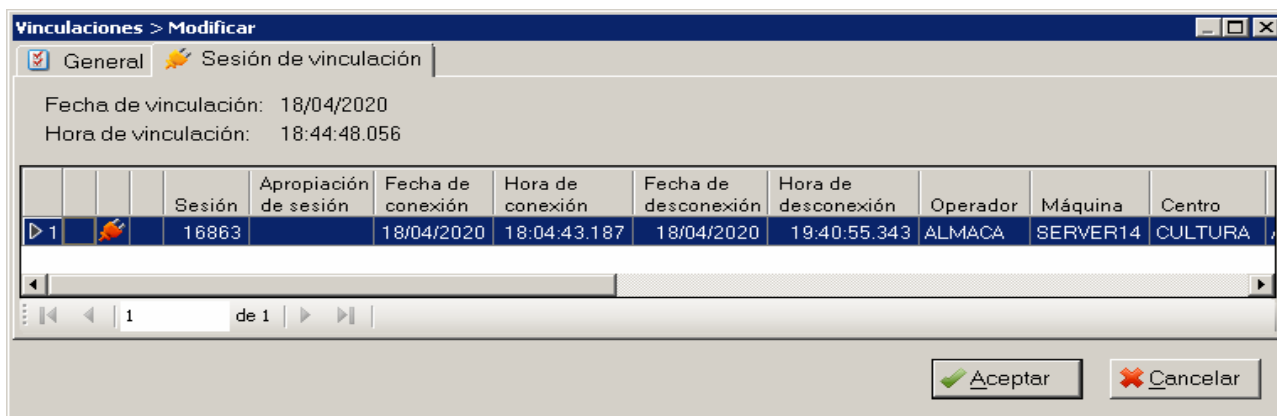 Vinculaciones > Modificar
General Sesión de vinculación
Fecha de vinculación: 18/04/2020
Hora de vinculación: 18:44:48.056
Sesión Apropiación de sesión Fecha de conexión Hora de conexión Fecha de desconexión Hora de desconexión Operador Máquina Centro
1 16863 18/04/2020 18:04:43.187 18/04/2020 19:40:55.343 ALMACA SERVER14 CULTURA
1 de 1
Aceptar Cancelar